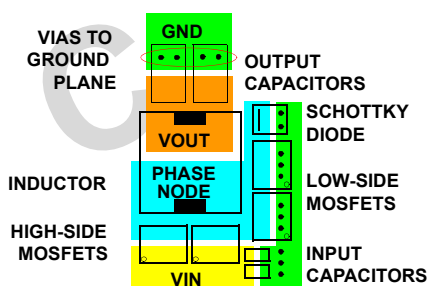 GND
VIAS TO
GROUND
PLANE
OUTPUT
CAPACITORS
SCHOTTKY
DIODE
VOUT
INDUCTOR
PHASE
NODE
LOW-SIDE
MOSFETS
HIGH-SIDE
MOSFETS
VIN
INPUT
CAPACITORS